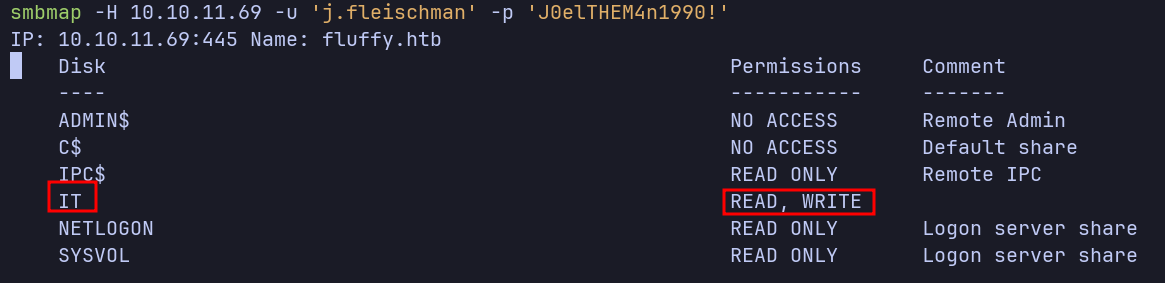 smbmap -H 10.10.11.69 -u 'j.fleischman' -p 'J0elTHEM4n1990!'
IP: 10.10.11.69:445 Name: fluffy.htb
Disk Permissions Comment
---- ----------- -------
ADMIN$ NO ACCESS Remote Admin
C$ NO ACCESS Default share
IPC$ READ ONLY Remote IPC
IT READ, WRITE
NETLOGON READ ONLY Logon server share
SYSVOL READ ONLY Logon server share